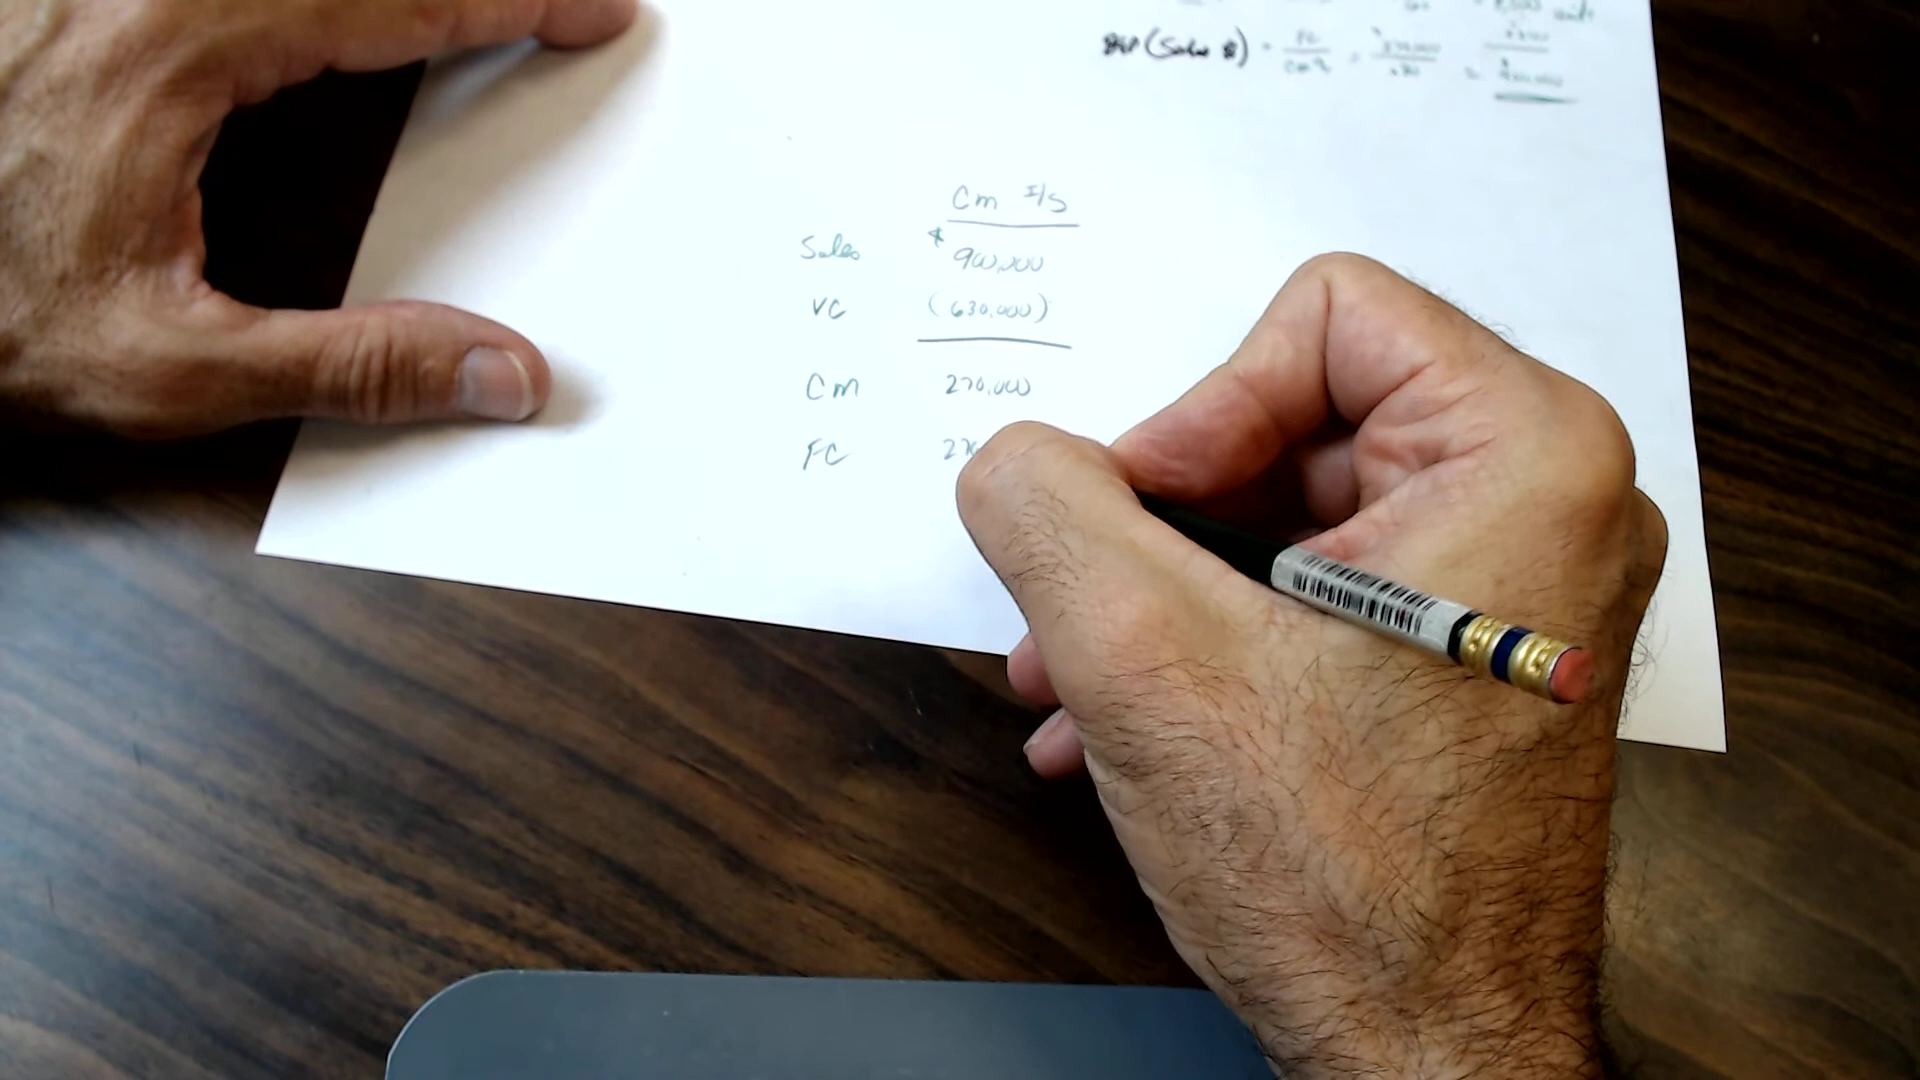 BEP (Sales $) = FC / CM% = $270,000 / .30 = $900,000
CM I/S
Sales $ 900,000
VC (630,000)
CM 270,000
FC 270